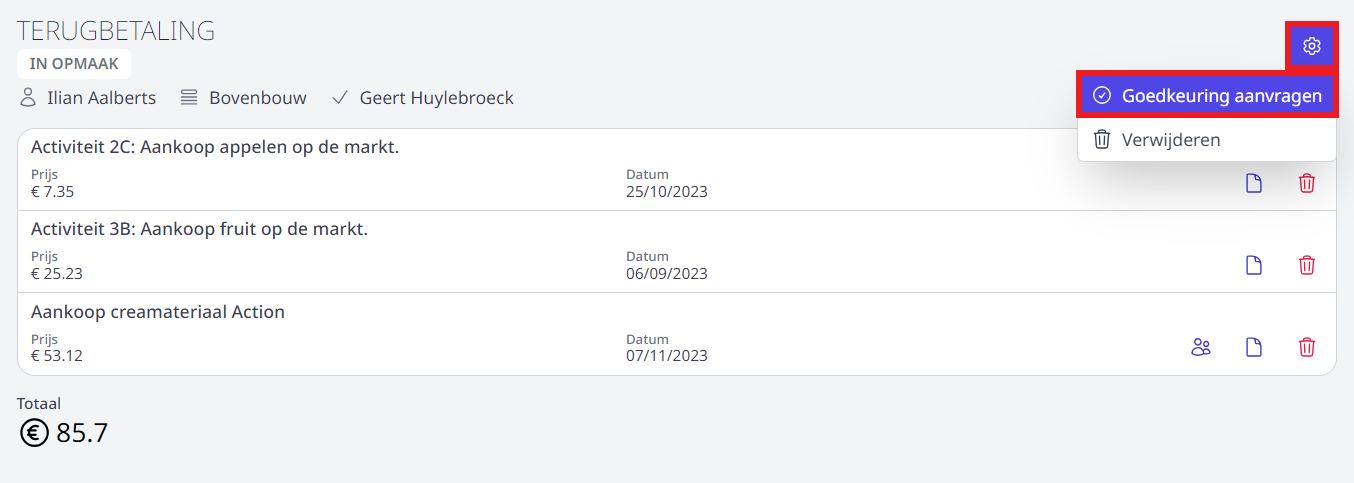 TERUGBETALING
IN OPMAAK
Ilian Aalberts Bovenbouw Geert Huylebroeck
Goedkeuring aanvragen
Verwijderen
Activiteit 2C: Aankoop appelen op de markt.
Prijs Datum
€ 7.35 25/10/2023
Activiteit 3B: Aankoop fruit op de markt.
Prijs Datum
€ 25.23 06/09/2023
Aankoop creamateriaal Action
Prijs Datum
€ 53.12 07/11/2023
Totaal
€ 85.7